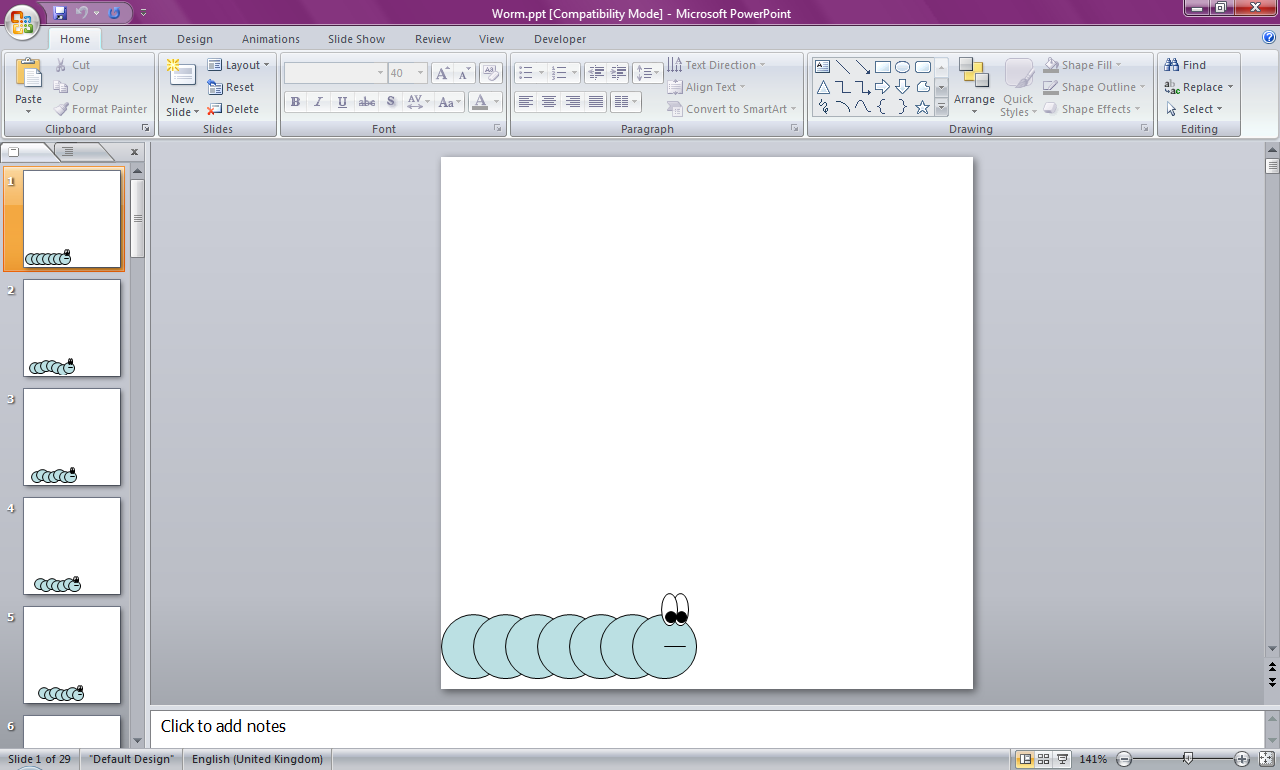 Worm.ppt [Compatibility Mode] - Microsoft PowerPoint
Home Insert Design Animations Slide Show Review View Developer
Paste
Cut
Copy
Format Painter
Clipboard
New
Slide
Layout
Reset
Delete
Slides
40
B I U abc S AV Aa A
Font
Text Direction
Align Text
Convert to SmartArt
Paragraph
Arrange
Quick
Styles
Shape Fill
Shape Outline
Shape Effects
Drawing
Find
Replace
Select
Editing
1
2
3
4
5
6
Click to add notes
Slide 1 of 29 "Default Design" English (United Kingdom) 141%